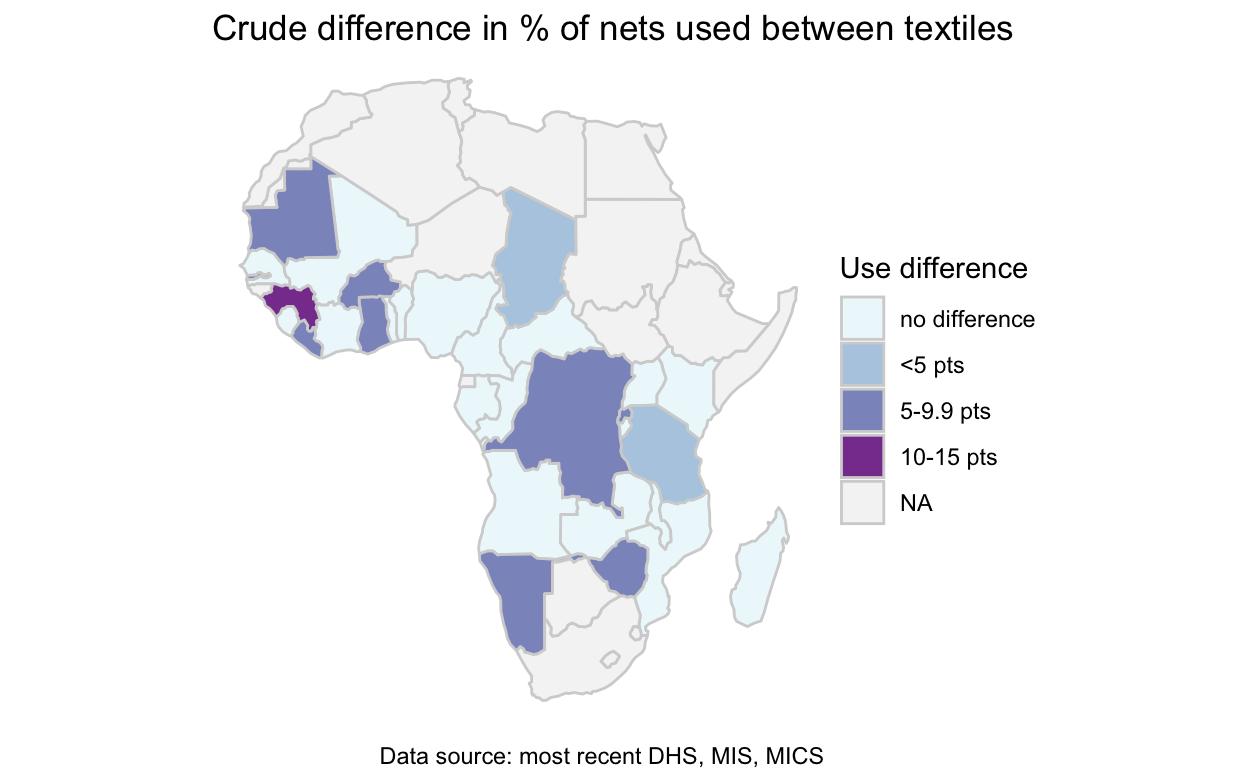 Crude difference in % of nets used between textiles
Use difference
no difference
<5 pts
5-9.9 pts
10-15 pts
NA
Data source: most recent DHS, MIS, MICS